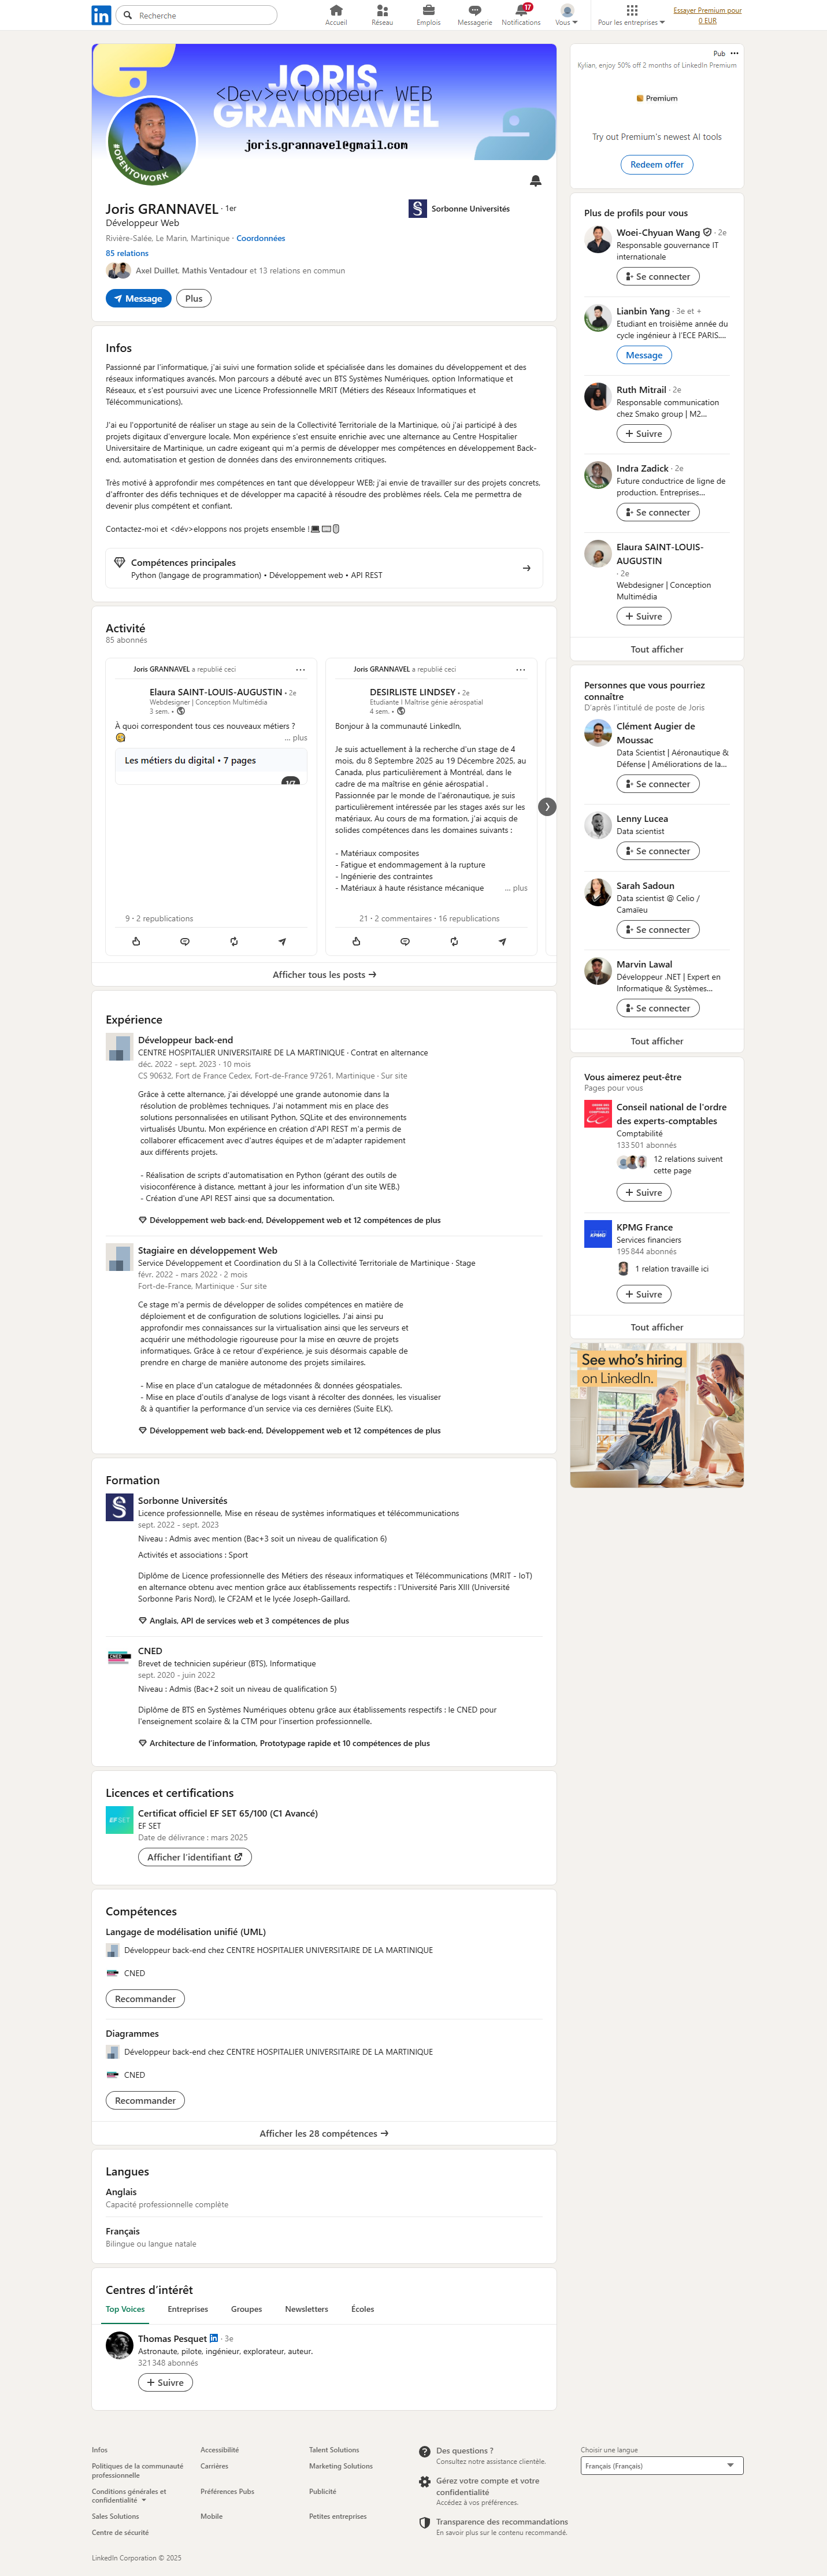 Recherche
Accueil
Réseau
Emplois
Messagerie
17
Notifications
Vous
Pour les entreprises
Essayer Premium pour
0 EUR
JORIS
GRANNAVEL
<Dev>evloppeur WEB
joris.grannavel@gmail.com
#OPENTOWORK
Joris GRANNAVEL · 1er
Sorbonne Universités
Développeur Web
Rivière-Salée, Le Marin, Martinique · Coordonnées
85 relations
Axel Duillet, Mathis Ventadour et 13 relations en commun
Message
Plus
Infos
Passionné par l'informatique, j'ai suivi une formation solide et spécialisée dans les domaines du développement et des
réseaux informatiques avancés. Mon parcours a débuté avec un BTS Systèmes Numériques, option Informatique et
Réseaux, et s'est poursuivi avec une Licence Professionnelle MRIT (Métiers des Réseaux Informatiques et
Télécommunications).
J'ai eu l'opportunité de réaliser un stage au sein de la Collectivité Territoriale de la Martinique, où j'ai participé à des
projets digitaux d'envergure locale. Mon expérience s'est ensuite enrichie avec une alternance au Centre Hospitalier
Universitaire de Martinique, un cadre exigeant qui m'a permis de développer mes compétences en développement Back-
end, automatisation et gestion de données dans des environnements critiques.
Très motivé à approfondir mes compétences en tant que développeur WEB: j'ai envie de travailler sur des projets concrets,
d'affronter des défis techniques et de développer ma capacité à résoudre des problèmes réels. Cela me permettra de
devenir plus compétent et confiant.
Contactez-moi et <dév>eloppons nos projets ensemble !
Compétences principales
Python (langage de programmation) • Développement web • API REST
Activité
85 abonnés
Joris GRANNAVEL a republié ceci
Elaura SAINT-LOUIS-AUGUSTIN • 2e
Webdesigner | Conception Multimédia
3 sem. •
À quoi correspondent tous ces nouveaux métiers ?
… plus
Les métiers du digital • 7 pages
1/7
9 · 2 republications
Joris GRANNAVEL a republié ceci
DESIRLISTE LINDSEY • 2e
Etudiante I Maîtrise génie aérospatial
4 sem. •
Bonjour à la communauté LinkedIn,
Je suis actuellement à la recherche d'un stage de 4
mois, du 8 Septembre 2025 au 19 Décembre 2025, au
Canada, plus particulièrement à Montréal, dans le
cadre de ma maîtrise en génie aérospatial .
Passionnée par le monde de l'aéronautique, je suis
particulièrement intéressée par les stages axés sur les
matériaux. Au cours de ma formation, j'ai acquis de
solides compétences dans les domaines suivants :
- Matériaux composites
- Fatigue et endommagement à la rupture
- Ingénierie des contraintes
- Matériaux à haute résistance mécanique … plus
21 · 2 commentaires · 16 republications
Afficher tous les posts
Expérience
Développeur back-end
CENTRE HOSPITALIER UNIVERSITAIRE DE LA MARTINIQUE · Contrat en alternance
déc. 2022 - sept. 2023 · 10 mois
CS 90632, Fort de France Cedex, Fort-de-France 97261, Martinique · Sur site
Grâce à cette alternance, j'ai développé une grande autonomie dans la
résolution de problèmes techniques. J'ai notamment mis en place des
solutions personnalisées en utilisant Python, SQLite et des environnements
virtualisés Ubuntu. Mon expérience en création d'API REST m'a permis de
collaborer efficacement avec d'autres équipes et de m'adapter rapidement
aux différents projets.
- Réalisation de scripts d'automatisation en Python (gérant des outils de
visioconférence à distance, mettant à jour les information d'un site WEB.)
- Création d'une API REST ainsi que sa documentation.
Développement web back-end, Développement web et 12 compétences de plus
Stagiaire en développement Web
Service Développement et Coordination du SI à la Collectivité Territoriale de Martinique · Stage
févr. 2022 - mars 2022 · 2 mois
Fort-de-France, Martinique · Sur site
Ce stage m'a permis de développer de solides compétences en matière de
déploiement et de configuration de solutions logicielles. J'ai ainsi pu
approfondir mes connaissances sur la virtualisation ainsi que les serveurs et
acquérir une méthodologie rigoureuse pour la mise en œuvre de projets
informatiques. Grâce à ce retour d'expérience, je suis désormais capable de
prendre en charge de manière autonome des projets similaires.
- Mise en place d'un catalogue de métadonnées & données géospatiales.
- Mise en place d'outils d'analyse de logs visant à récolter des données, les visualiser
& à quantifier la performance d'un service via ces dernières (Suite ELK).
Développement web back-end, Développement web et 12 compétences de plus
Formation
Sorbonne Universités
Licence professionnelle, Mise en réseau de systèmes informatiques et télécommunications
sept. 2022 - sept. 2023
Niveau : Admis avec mention (Bac+3 soit un niveau de qualification 6)
Activités et associations : Sport
Diplôme de Licence professionnelle des Métiers des réseaux informatiques et Télécommunications (MRIT - IoT)
en alternance obtenu avec mention grâce aux établissements respectifs : l'Université Paris XIII (Université
Sorbonne Paris Nord), le CF2AM et le lycée Joseph-Gaillard.
Anglais, API de services web et 3 compétences de plus
CNED
CNED
Brevet de technicien supérieur (BTS), Informatique
sept. 2020 - juin 2022
Niveau : Admis (Bac+2 soit un niveau de qualification 5)
Diplôme de BTS en Systèmes Numériques obtenu grâce aux établissements respectifs : le CNED pour
l'enseignement scolaire & la CTM pour l'insertion professionnelle.
Architecture de l'information, Prototypage rapide et 10 compétences de plus
Licences et certifications
EF SET
Certificat officiel EF SET 65/100 (C1 Avancé)
EF SET
Date de délivrance : mars 2025
Afficher l'identifiant
Compétences
Langage de modélisation unifié (UML)
Développeur back-end chez CENTRE HOSPITALIER UNIVERSITAIRE DE LA MARTINIQUE
CNED
Recommander
Diagrammes
Développeur back-end chez CENTRE HOSPITALIER UNIVERSITAIRE DE LA MARTINIQUE
CNED
Recommander
Afficher les 28 compétences
Langues
Anglais
Capacité professionnelle complète
Français
Bilingue ou langue natale
Centres d'intérêt
Top Voices
Entreprises
Groupes
Newsletters
Écoles
Thomas Pesquet in · 3e
Astronaute, pilote, ingénieur, explorateur, auteur.
321 348 abonnés
Suivre
Pub
Kylian, enjoy 50% off 2 months of LinkedIn Premium
Premium
Try out Premium's newest AI tools
Redeem offer
Plus de profils pour vous
Woei-Chyuan Wang · 2e
Responsable gouvernance IT
internationale
Se connecter
Lianbin Yang · 3e et +
Etudiant en troisième année du
cycle ingénieur à l'ECE PARIS.…
Message
Ruth Mitrail · 2e
Responsable communication
chez Smako group | M2…
Suivre
Indra Zadick · 2e
Future conductrice de ligne de
production. Entreprises…
Se connecter
Elaura SAINT-LOUIS-
AUGUSTIN
· 2e
Webdesigner | Conception
Multimédia
Suivre
Tout afficher
Personnes que vous pourriez
connaître
D'après l'intitulé de poste de Joris
Clément Augier de
Moussac
Data Scientist | Aéronautique &
Défense | Améliorations de la…
Se connecter
Lenny Lucea
Data scientist
Se connecter
Sarah Sadoun
Data scientist @ Celio /
Camaïeu
Se connecter
Marvin Lawal
Développeur .NET | Expert en
Informatique & Systèmes…
Se connecter
Tout afficher
Vous aimerez peut-être
Pages pour vous
Conseil national de l'ordre
des experts-comptables
Comptabilité
133 501 abonnés
12 relations suivent
cette page
Suivre
KPMG
KPMG France
Services financiers
195 844 abonnés
1 relation travaille ici
Suivre
Tout afficher
See who's hiring
on LinkedIn.
Infos
Accessibilité
Talent Solutions
Politiques de la communauté
professionnelle
Carrières
Marketing Solutions
Conditions générales et
confidentialité
Préférences Pubs
Publicité
Sales Solutions
Mobile
Petites entreprises
Centre de sécurité
Des questions ?
Consultez notre assistance clientèle.
Gérez votre compte et votre
confidentialité
Accédez à vos préférences.
Transparence des recommandations
En savoir plus sur le contenu recommandé.
Choisir une langue
Français (Français)
LinkedIn Corporation © 2025